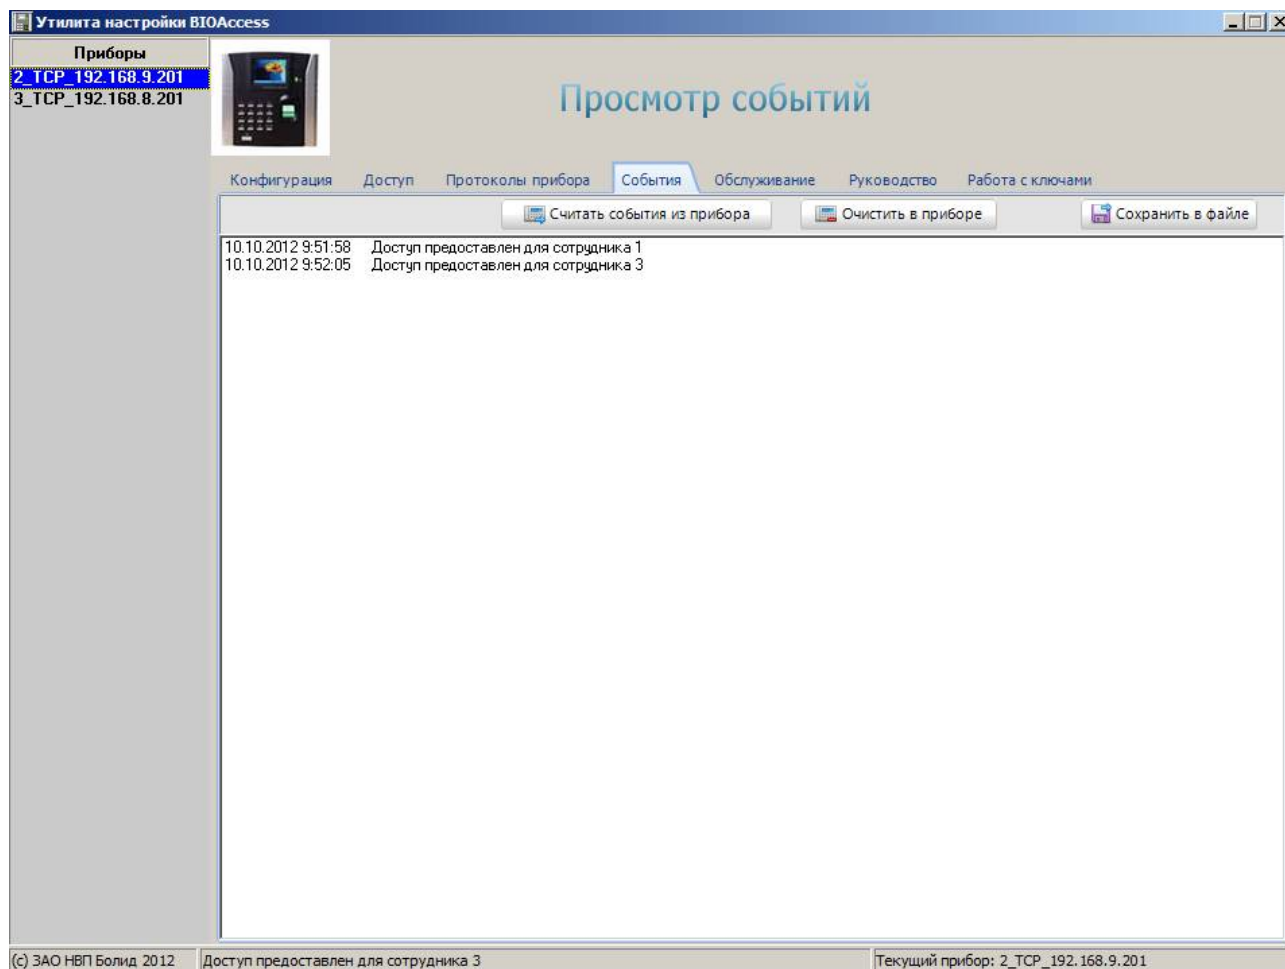 Утилита настройки BIOAccess
Приборы
2_TCP_192.168.9.201
3_TCP_192.168.8.201
Просмотр событий
Конфигурация Доступ Протоколы прибора События Обслуживание Руководство Работа с ключами
Считать события из прибора Очистить в приборе Сохранить в файле
10.10.2012 9:51:58 Доступ предоставлен для сотрудника 1
10.10.2012 9:52:05 Доступ предоставлен для сотрудника 3
(c) ЗАО НВП Болид 2012 Доступ предоставлен для сотрудника 3 Текущий прибор: 2_TCP_192.168.9.201